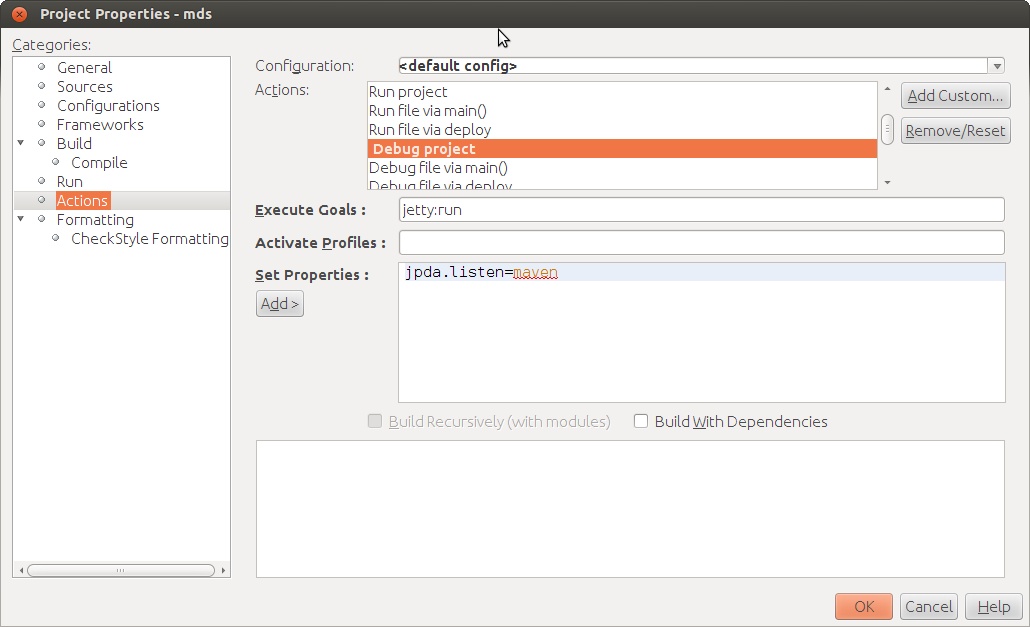 Project Properties - mds
Categories:
General
Sources
Configurations
Frameworks
Build
Compile
Run
Actions
Formatting
CheckStyle Formatting
Configuration: <default config>
Actions:
Run project
Run file via main()
Run file via deploy
Debug project
Debug file via main()
Debug file via deploy
Add Custom...
Remove/Reset
Execute Goals : jetty:run
Activate Profiles :
Set Properties : jpda.listen=maven
Add >
Build Recursively (with modules) Build With Dependencies
OK Cancel Help